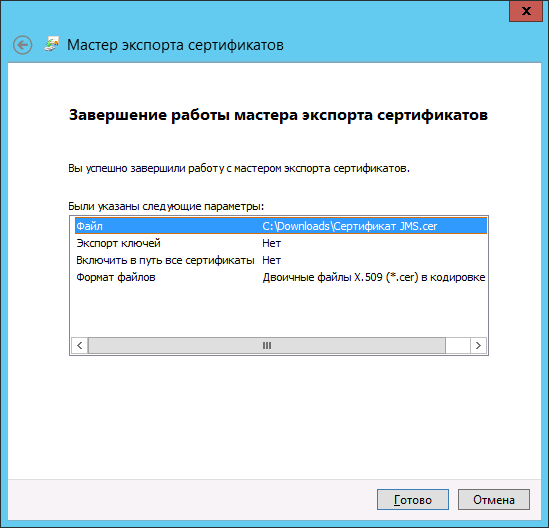 Мастер экспорта сертификатов
Завершение работы мастера экспорта сертификатов
Вы успешно завершили работу с мастером экспорта сертификатов.
Были указаны следующие параметры:
Файл C:\Downloads\Сертификат JMS.cer
Экспорт ключей Нет
Включить в путь все сертификаты Нет
Формат файлов Двоичные файлы X.509 (*.cer) в кодировке
Готово Отмена